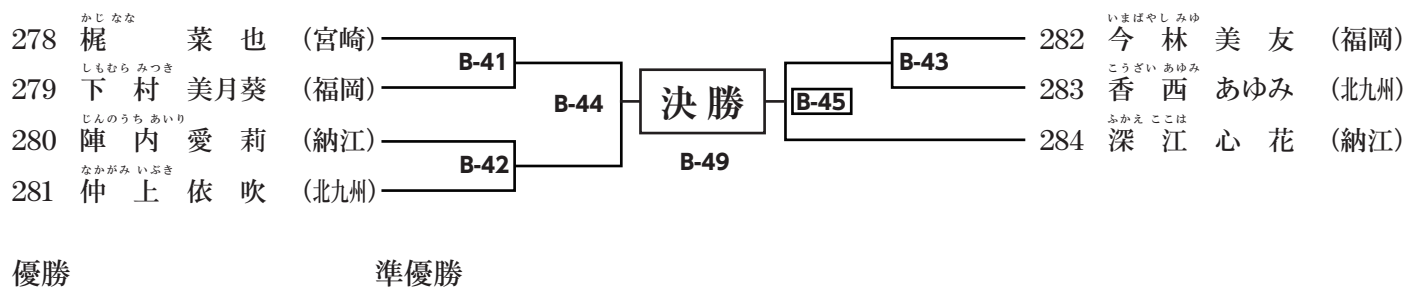 かじ なな
278 梶 菜 也 (宮崎)
B-41
しもむら みつき
279 下 村 美月葵 (福岡)
B-44
じんのうち あいり
280 陣 内 愛 莉 (納江)
B-42
なかがみ いぶき
281 仲 上 依 吹 (北九州)
決 勝
B-49
いまばやし みゆ
282 今 林 美 友 (福岡)
B-43
こうざい あゆみ
283 香 西 あゆみ (北九州)
B-45
ふかえ ここは
284 深 江 心 花 (納江)
優勝 準優勝